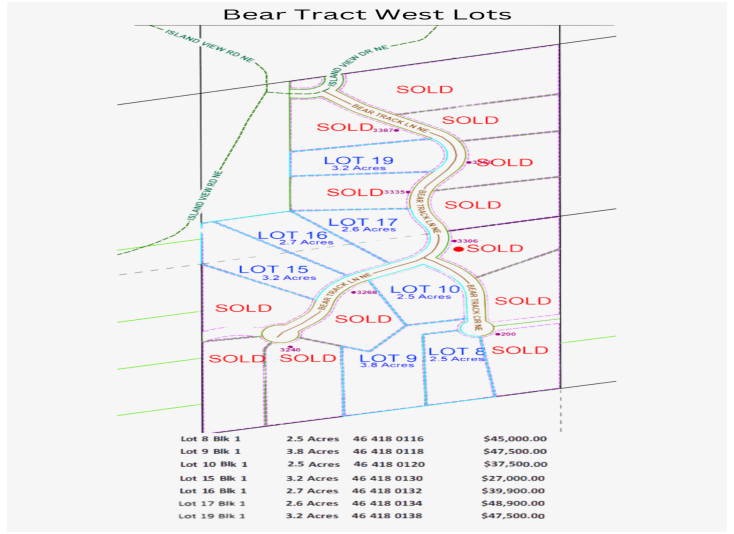 Bear Tract West Lots
ISLAND VIEW RD NE
ISLAND VIEW DR NE
SOLD
BEAR TRACK LN NE
SOLD
SOLD 3387
SOLD
LOT 19
3.2 Acres
SOLD 3335
SOLD
ISLAND VIEW RD NE
BEAR TRACK LN NE
LOT 17
2.6 Acres
LOT 16
2.7 Acres
3306
SOLD
LOT 15
3.2 Acres
BEAR TRACK LN NE
3268
LOT 10
2.5 Acres
BEAR TRACK CIR NE
SOLD
SOLD
SOLD
200
3240
SOLD
SOLD
LOT 9
3.8 Acres
LOT 8
2.5 Acres
SOLD
Lot 8 Blk 1 2.5 Acres 46 418 0116 $45,000.00
Lot 9 Blk 1 3.8 Acres 46 418 0118 $47,500.00
Lot 10 Blk 1 2.5 Acres 46 418 0120 $37,500.00
Lot 15 Blk 1 3.2 Acres 46 418 0130 $27,000.00
Lot 16 Blk 1 2.7 Acres 46 418 0132 $39,900.00
Lot 17 Blk 1 2.6 Acres 46 418 0134 $48,900.00
Lot 19 Blk 1 3.2 Acres 46 418 0138 $47,500.00